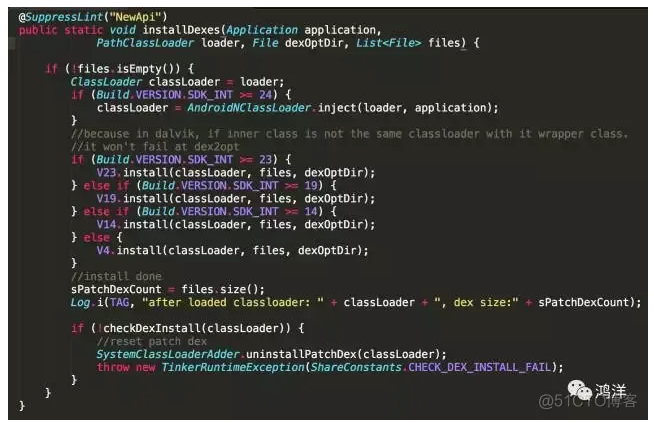 @SuppressLint("NewApi")
public static void installDexes(Application application,
PathClassLoader loader, File dexOptDir, List<File> files) {
if (!files.isEmpty()) {
ClassLoader classLoader = loader;
if (Build.VERSION.SDK_INT >= 24) {
classLoader = AndroidNClassLoader.inject(loader, application);
}
//because in dalvik, if inner class is not the same classloader with it wrapper class.
//it won't fail at dex2opt
if (Build.VERSION.SDK_INT >= 23) {
V23.install(classLoader, files, dexOptDir);
} else if (Build.VERSION.SDK_INT >= 19) {
V19.install(classLoader, files, dexOptDir);
} else if (Build.VERSION.SDK_INT >= 14) {
V14.install(classLoader, files, dexOptDir);
} else {
V4.install(classLoader, files, dexOptDir);
}
//install done
sPatchDexCount = files.size();
Log.i(TAG, "after loaded classloader: " + classLoader + ", dex size:" + sPatchDexCount);
if (!checkDexInstall(classLoader)) {
//reset patch dex
SystemClassLoaderAdder.uninstallPatchDex(classLoader);
throw new TinkerRuntimeException(ShareConstants.CHECK_DEX_INSTALL_FAIL);
}
}
}
鸿洋
@51CTO博客